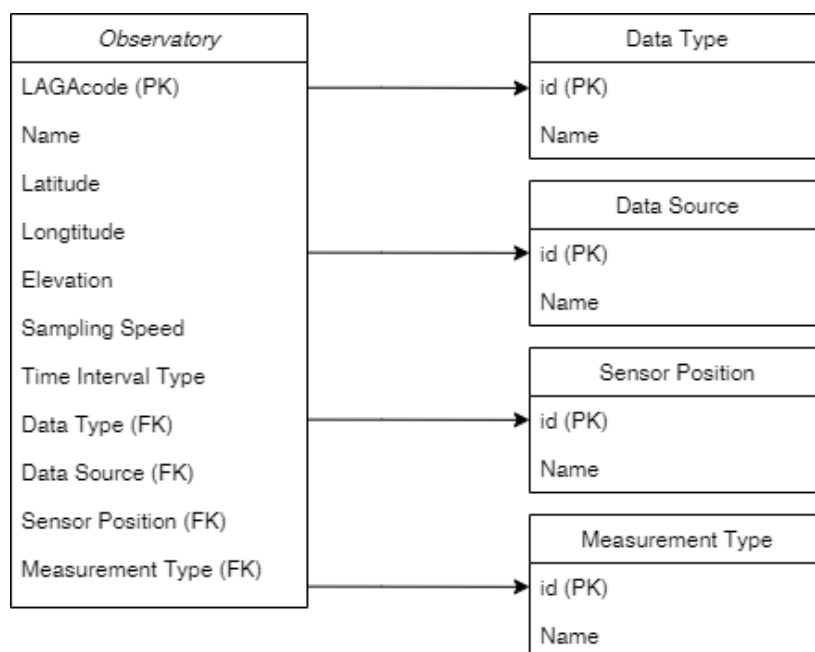 Observatory
LAGAcode (PK)
Name
Latitude
Longtitude
Elevation
Sampling Speed
Time Interval Type
Data Type (FK)
Data Source (FK)
Sensor Position (FK)
Measurement Type (FK)
Data Type
id (PK)
Name
Data Source
id (PK)
Name
Sensor Position
id (PK)
Name
Measurement Type
id (PK)
Name